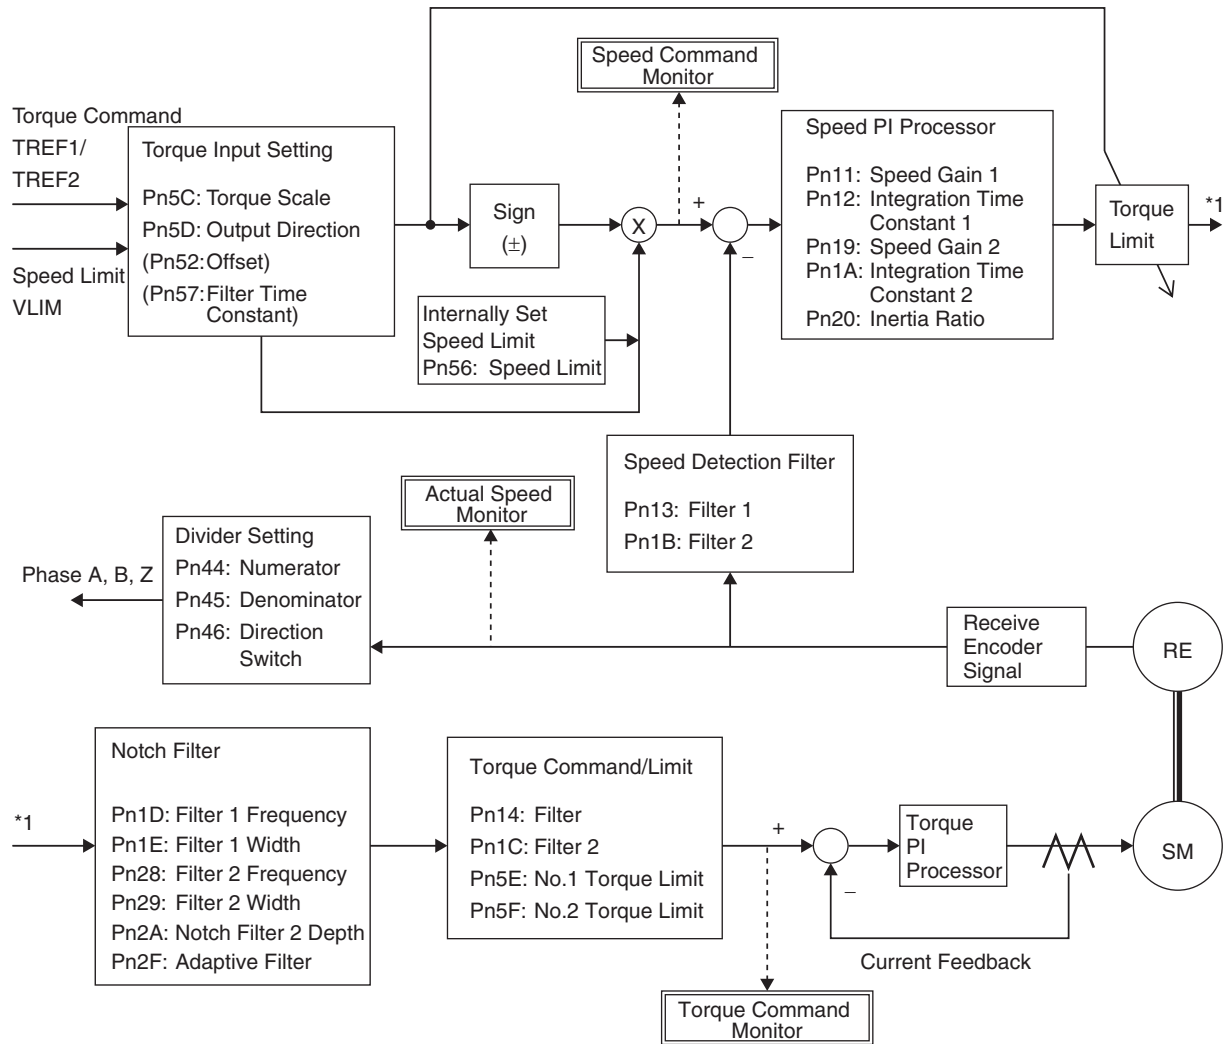 Speed Command
Monitor
Torque Command
TREF1/
TREF2
Speed Limit
VLIM
Torque Input Setting
Pn5C: Torque Scale
Pn5D: Output Direction
(Pn52: Offset)
(Pn57: Filter Time
Constant)
Sign
(±)
X
+
−
Internally Set
Speed Limit
Pn56: Speed Limit
Speed PI Processor
Pn11: Speed Gain 1
Pn12: Integration Time
Constant 1
Pn19: Speed Gain 2
Pn1A: Integration Time
Constant 2
Pn20: Inertia Ratio
Torque
Limit
*1
Speed Detection Filter
Pn13: Filter 1
Pn1B: Filter 2
Actual Speed
Monitor
Divider Setting
Pn44: Numerator
Pn45: Denominator
Pn46: Direction
Switch
Phase A, B, Z
Receive
Encoder
Signal
RE
*1
Notch Filter
Pn1D: Filter 1 Frequency
Pn1E: Filter 1 Width
Pn28: Filter 2 Frequency
Pn29: Filter 2 Width
Pn2A: Notch Filter 2 Depth
Pn2F: Adaptive Filter
Torque Command/Limit
Pn14: Filter
Pn1C: Filter 2
Pn5E: No.1 Torque Limit
Pn5F: No.2 Torque Limit
+
−
Torque
PI
Processor
SM
Current Feedback
Torque Command
Monitor